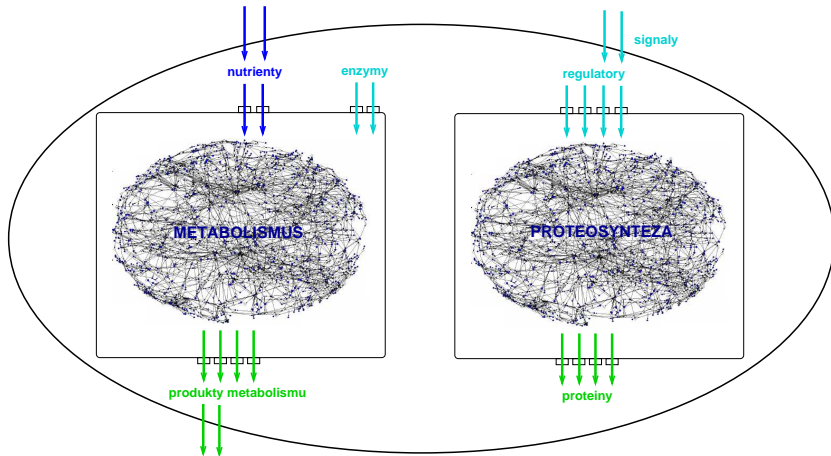 signaly
nutrienty
enzymy
regulatory
METABOLISMUS
PROTEOSYNTEZA
produkty metabolismu
proteiny